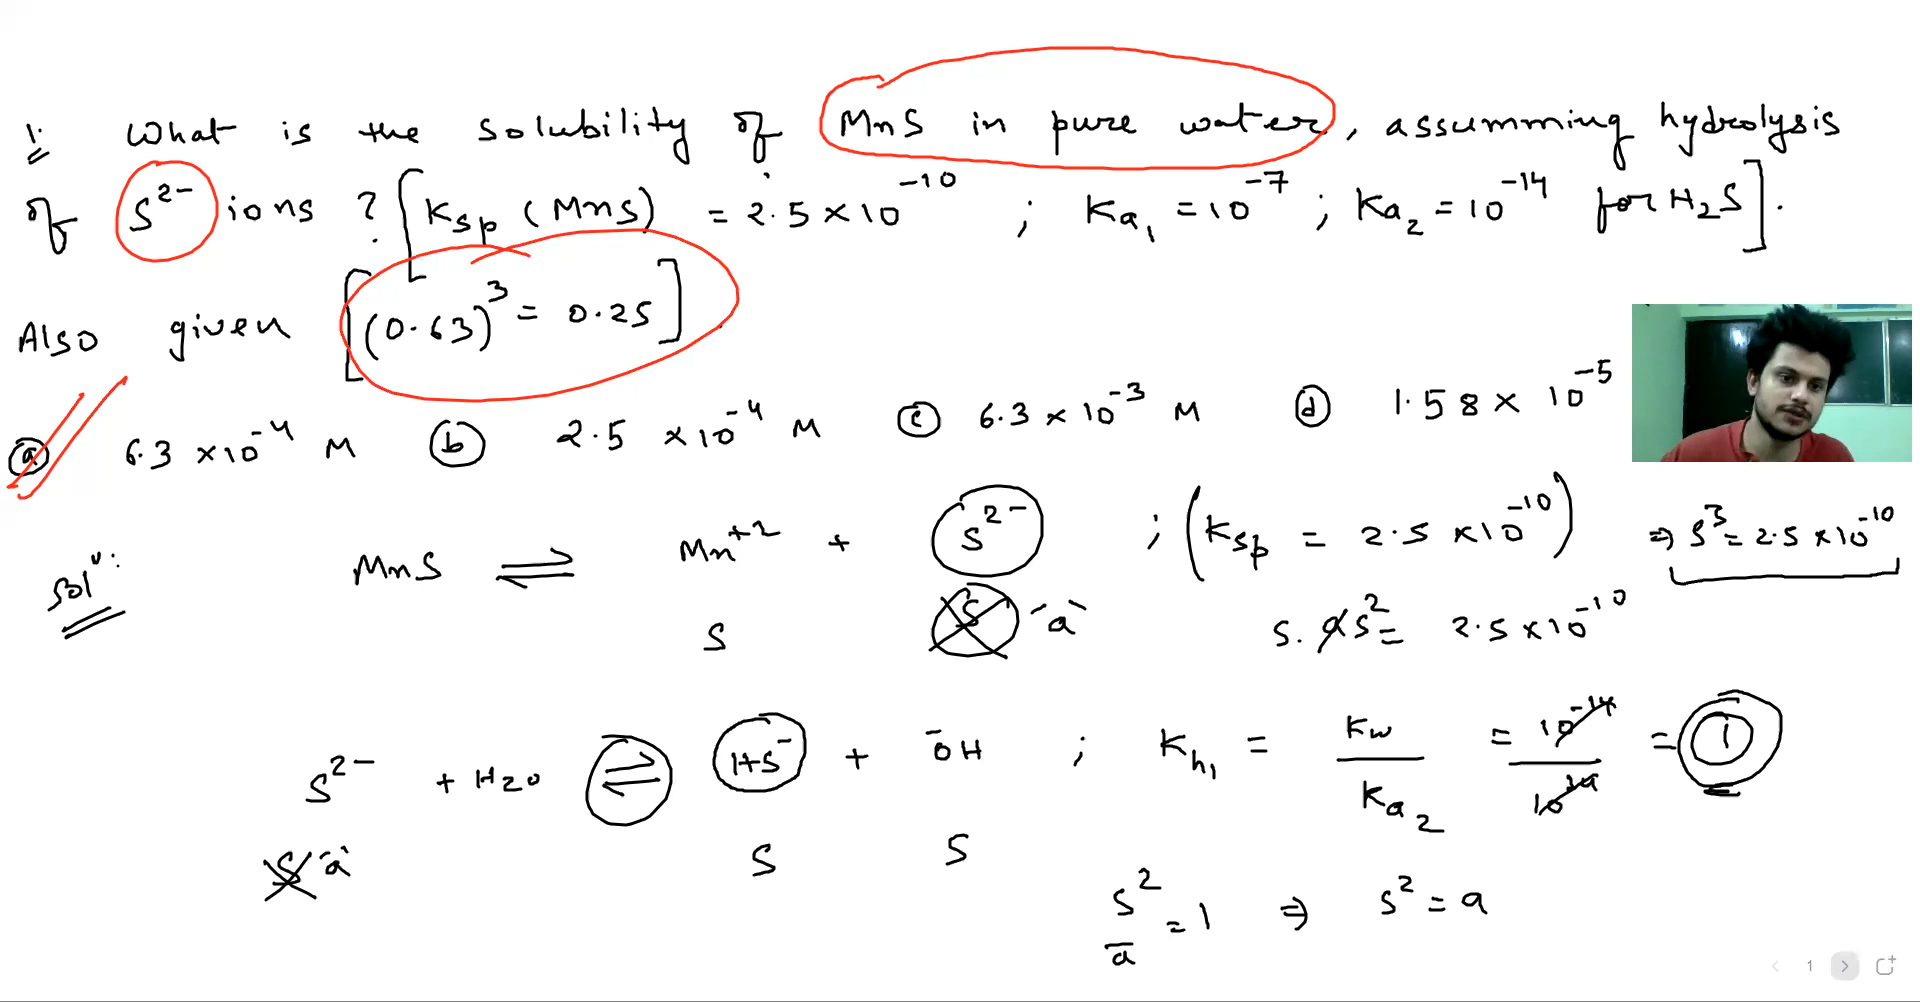 1. What is the solubility of MnS in pure water, assumming hydrolysis
of S²⁻ ions ? [Ksp (MnS) = 2.5 × 10⁻¹⁰ ; Ka₁ = 10⁻⁷ ; Ka₂ = 10⁻¹⁴ for H₂S].
Also given [(0.63)³ = 0.25]
ⓐ 6.3 × 10⁻⁴ M ⓑ 2.5 × 10⁻⁴ M ⓒ 6.3 × 10⁻³ M ⓓ 1.58 × 10⁻⁵
Solⁿ: MnS ⇌ Mn⁺² + S²⁻ ; (Ksp = 2.5 × 10⁻¹⁰) ⇒ S³ = 2.5 × 10⁻¹⁰
S S 'a' S. a S² = 2.5 × 10⁻¹⁰
S²⁻ + H₂O ⇌ HS⁻ + ⁻OH ; Kh₁ = Kw / Ka₂ = 10⁻¹⁴ / 10⁻¹⁴ = 1
S 'a' S S
S² / a = 1 ⇒ S² = a
1